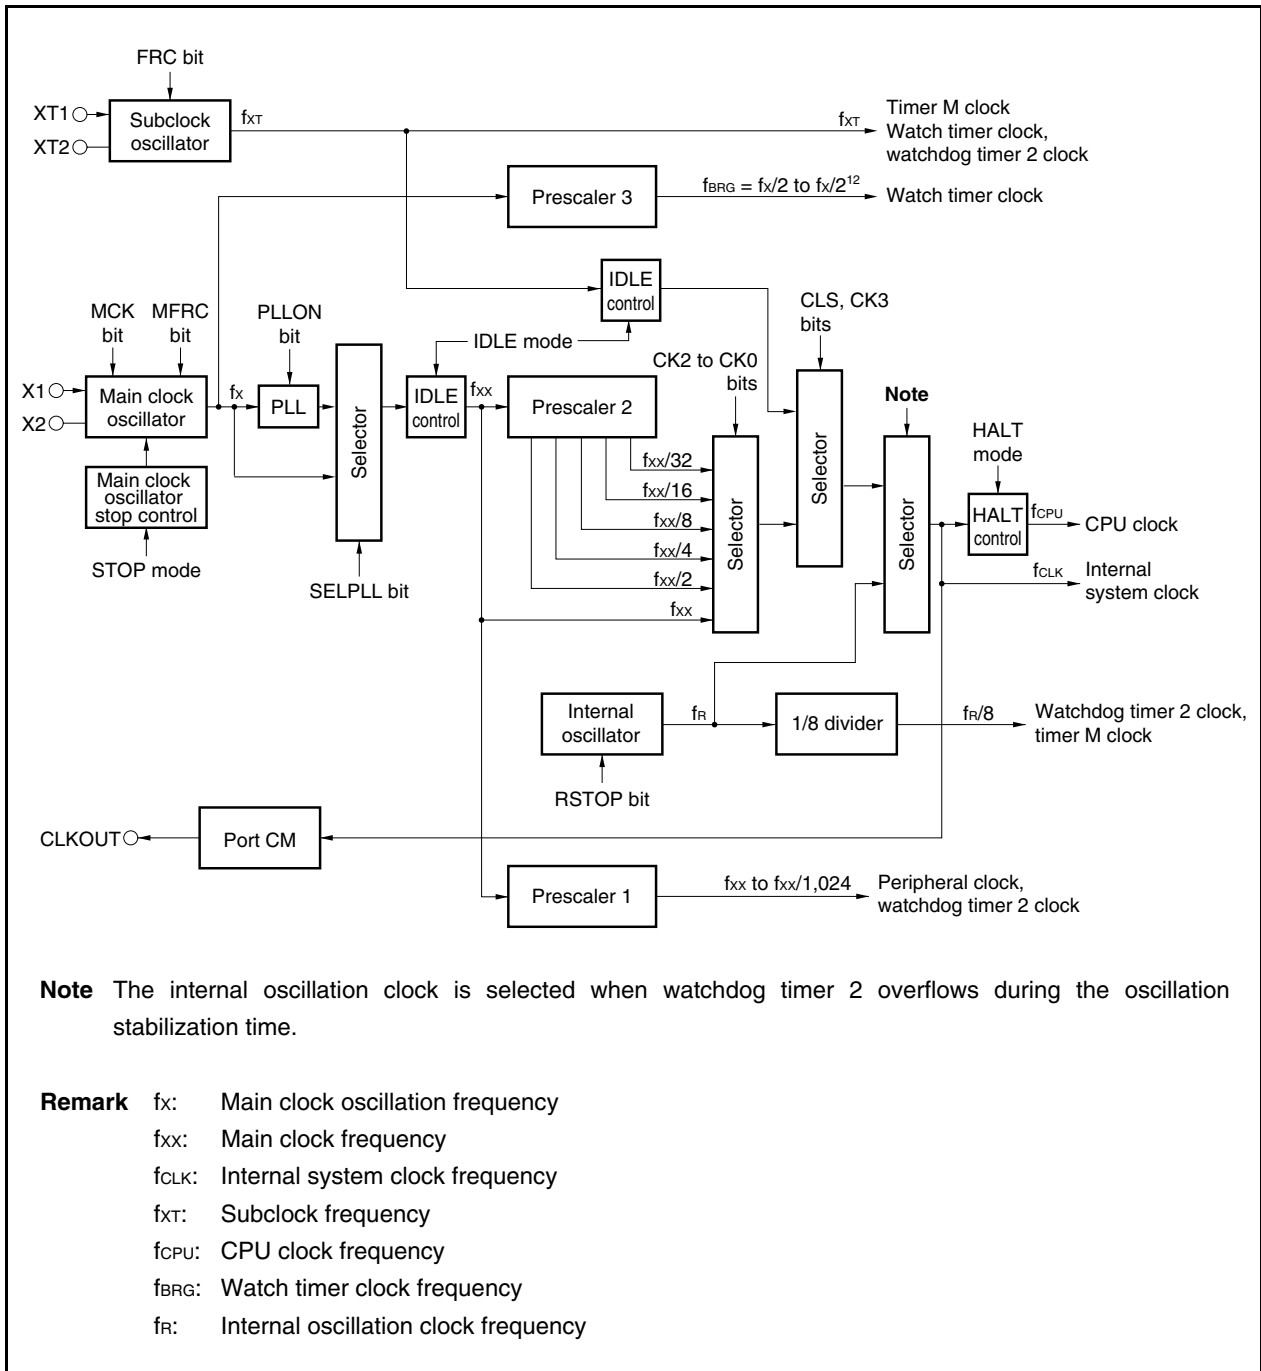 FRC bit
XT1
XT2
Subclock
oscillator
fXT
fXT
Timer M clock
Watch timer clock,
watchdog timer 2 clock
Prescaler 3
fBRG = fX/2 to fX/2¹²
Watch timer clock
IDLE
control
MCK
bit
MFRC
bit
PLLON
bit
IDLE mode
CLS, CK3
bits
CK2 to CK0
bits
X1
X2
Main clock
oscillator
fX
PLL
Selector
IDLE
control
fXX
Prescaler 2
Selector
Note
HALT
mode
Main clock
oscillator
stop control
fXX/32
fXX/16
fXX/8
fXX/4
fXX/2
fXX
Selector
Selector
HALT
control
fCPU
CPU clock
STOP mode
SELPLL bit
fCLK
Internal
system clock
Internal
oscillator
fR
1/8 divider
fR/8
Watchdog timer 2 clock,
timer M clock
RSTOP bit
CLKOUT
Port CM
Prescaler 1
fXX to fXX/1,024
Peripheral clock,
watchdog timer 2 clock
Note The internal oscillation clock is selected when watchdog timer 2 overflows during the oscillation
stabilization time.
Remark fX: Main clock oscillation frequency
fXX: Main clock frequency
fCLK: Internal system clock frequency
fXT: Subclock frequency
fCPU: CPU clock frequency
fBRG: Watch timer clock frequency
fR: Internal oscillation clock frequency